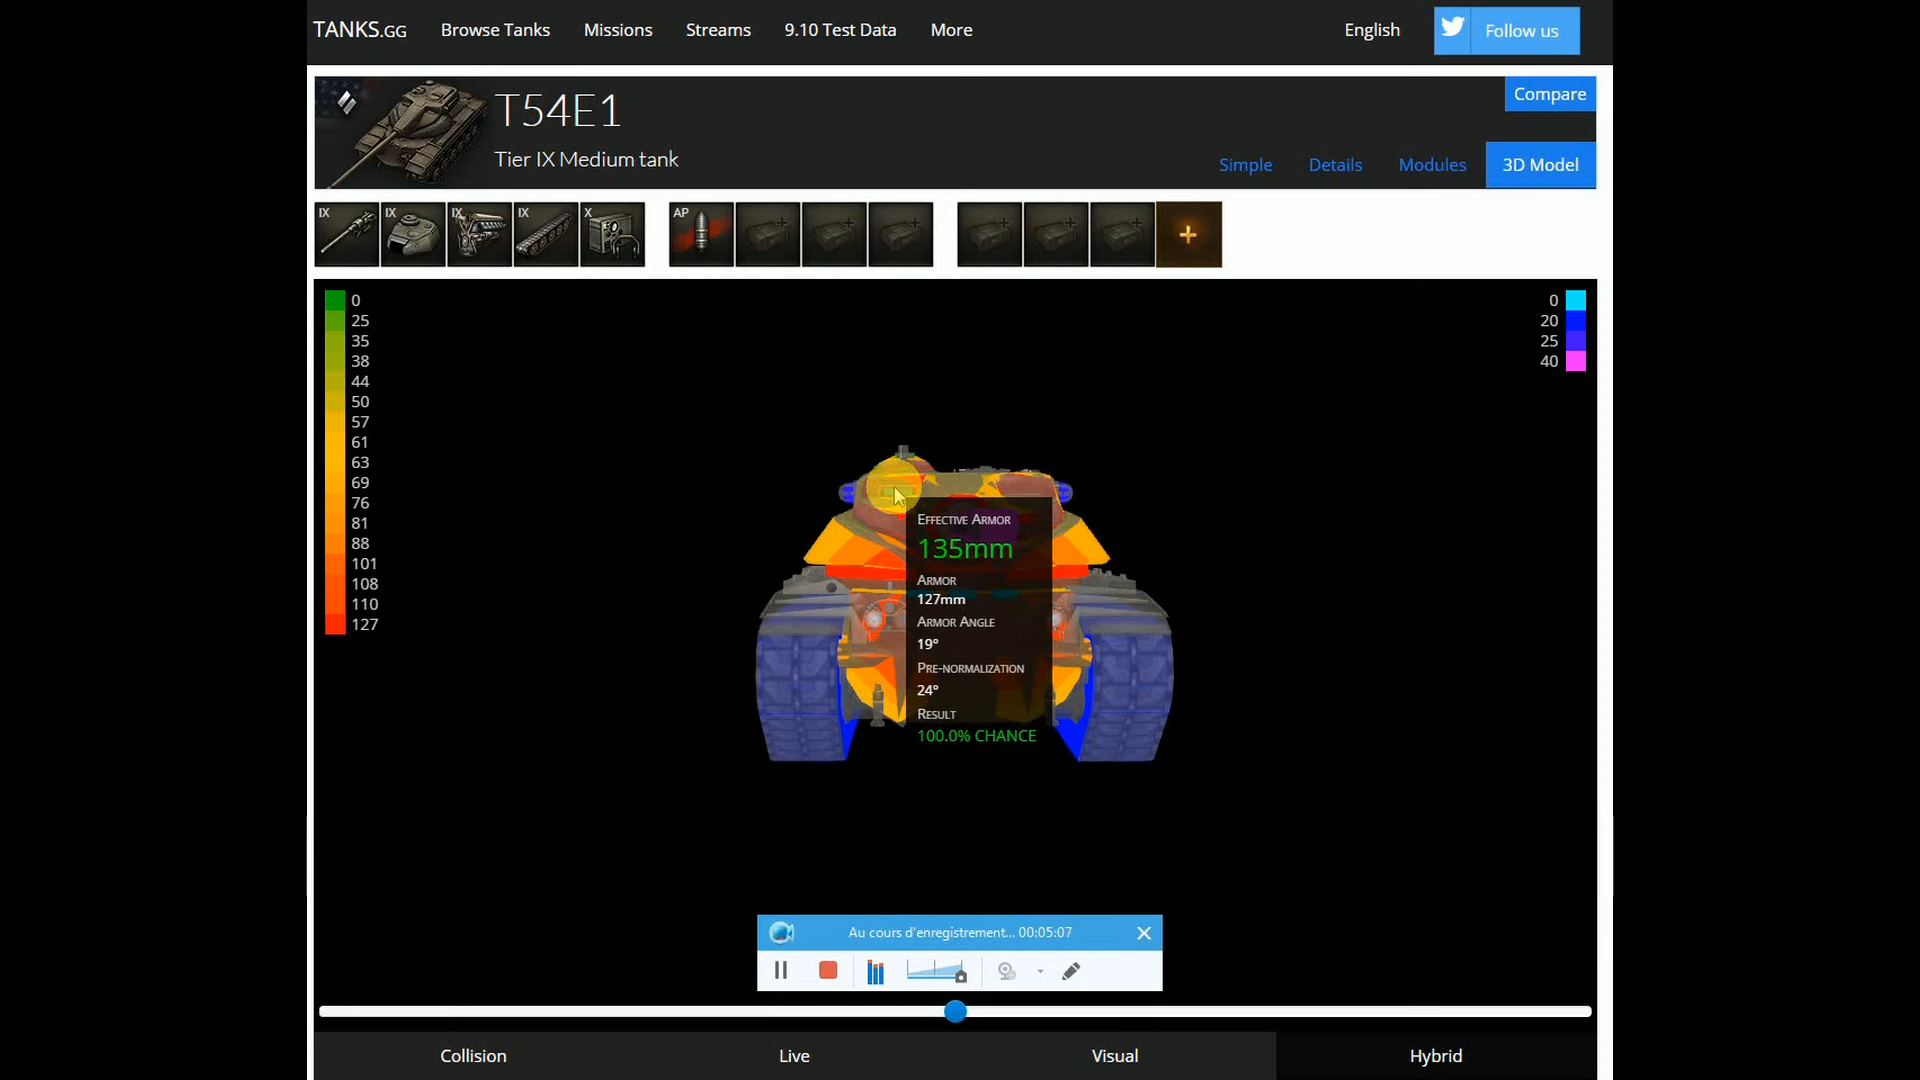 TANKS.GG Browse Tanks Missions Streams 9.10 Test Data More English Follow us
T54E1
Tier IX Medium tank
Compare
Simple Details Modules 3D Model
IX IX IX IX X AP
0
25
35
38
44
50
57
61
63
69
76
81
88
101
108
110
127
0
20
25
40
EFFECTIVE ARMOR
135mm
ARMOR
127mm
ARMOR ANGLE
19°
PRE-NORMALIZATION
24°
RESULT
100.0% CHANCE
Au cours d'enregistrement... 00:05:07
Collision Live Visual Hybrid